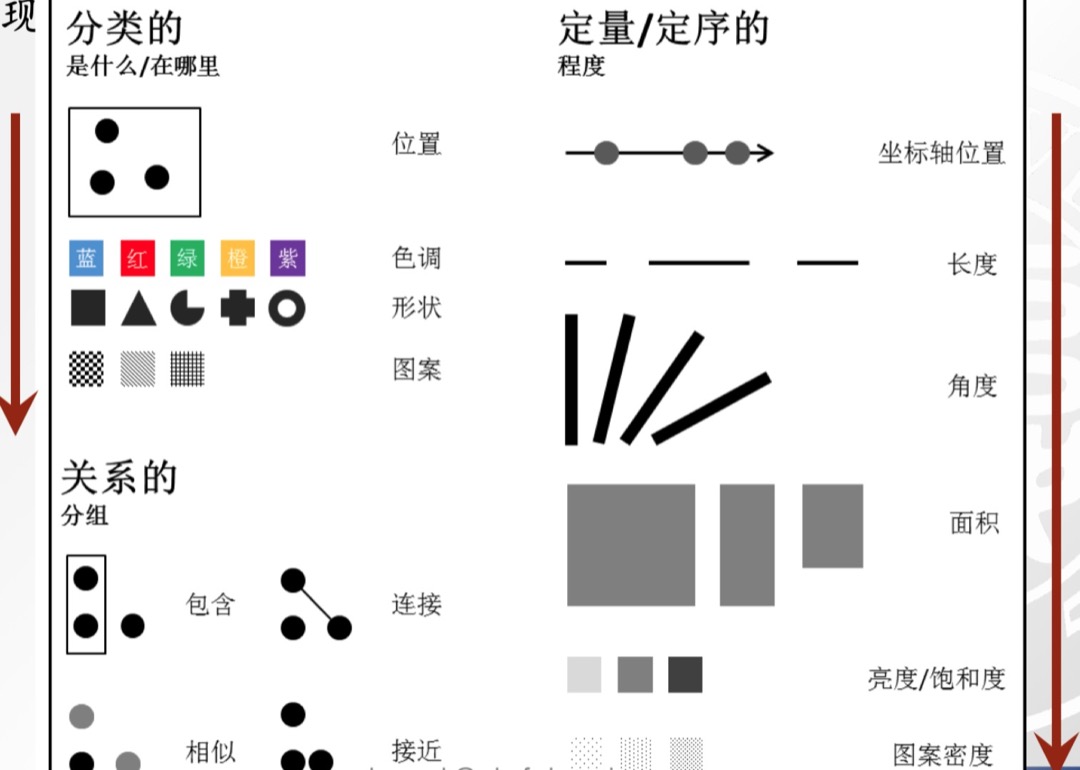 现
分类的
是什么/在哪里
位置
蓝 红 绿 橙 紫
色调
形状
图案
关系的
分组
包含
连接
相似
接近
定量/定序的
程度
坐标轴位置
长度
角度
面积
亮度/饱和度
图案密度